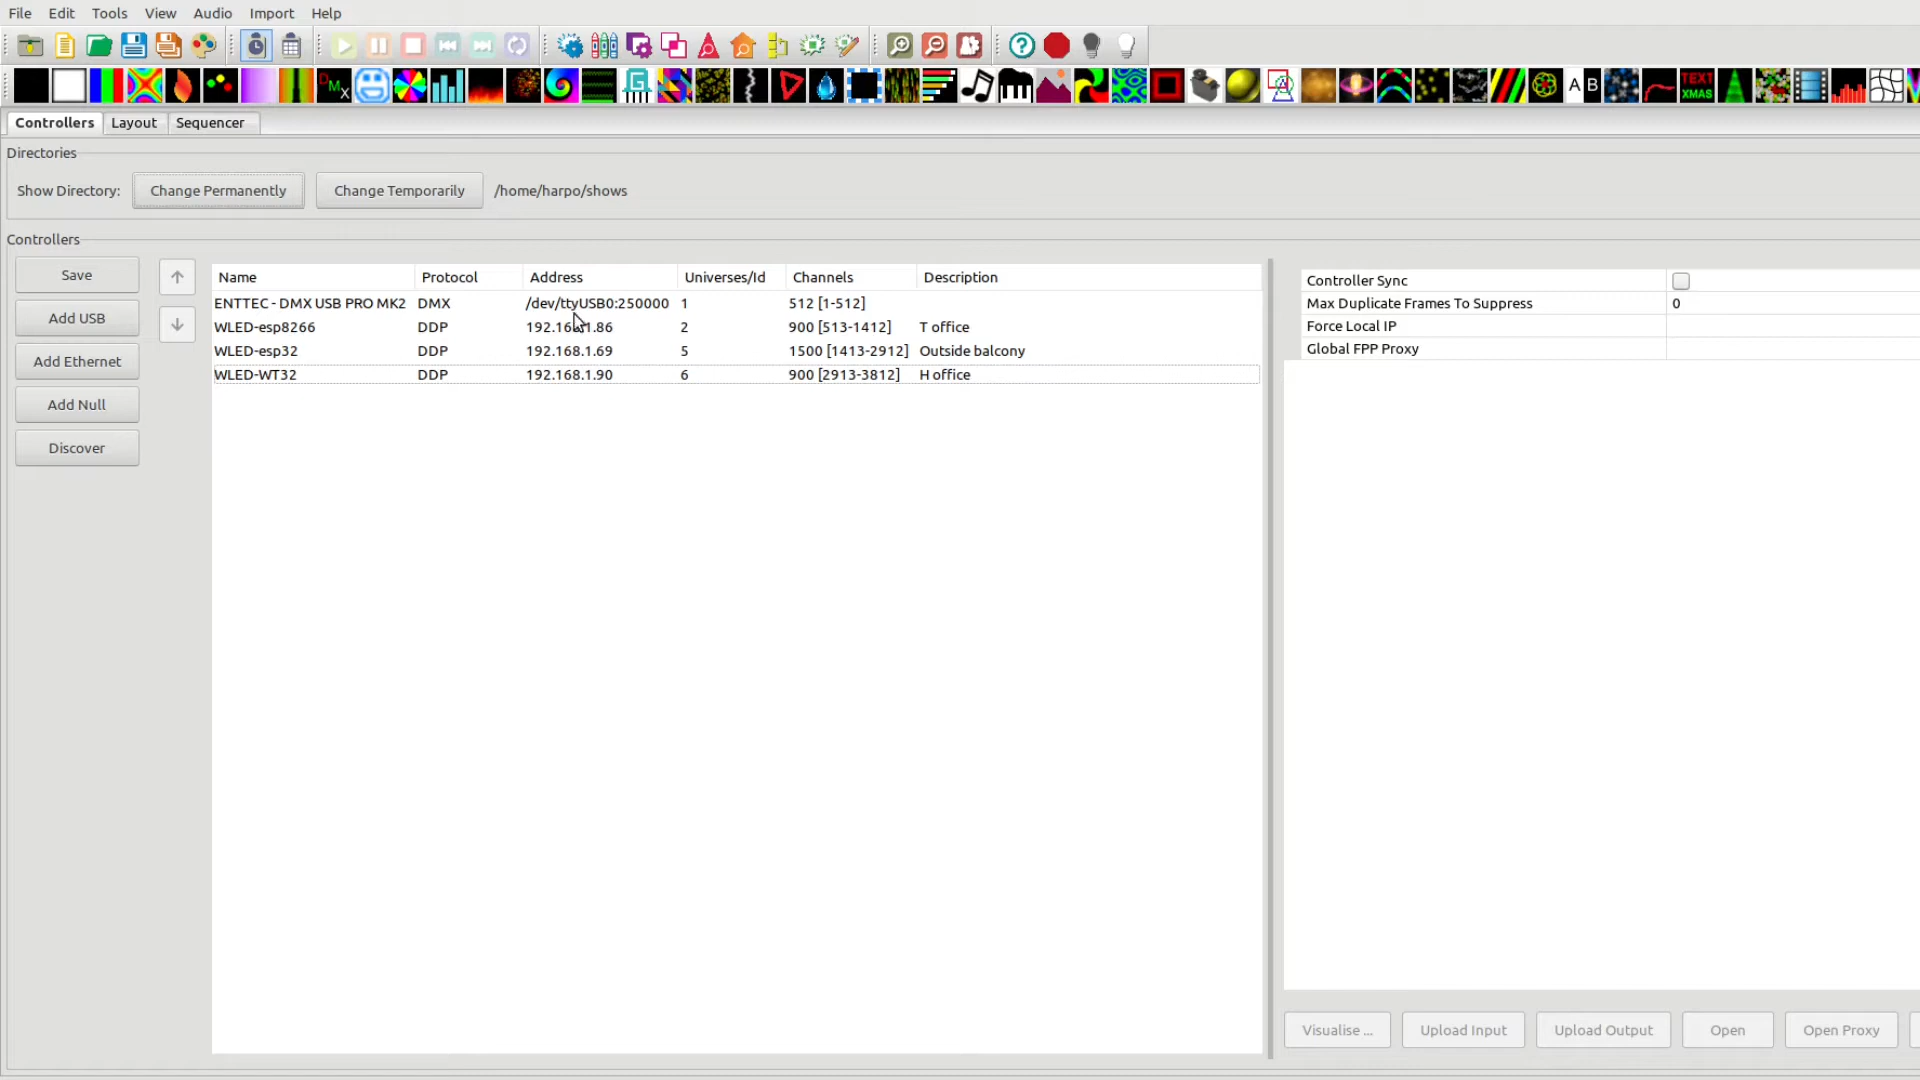 File Edit Tools View Audio Import Help
DMX
A B
TEXT
XMAS
Controllers Layout Sequencer
Directories
Show Directory: Change Permanently Change Temporarily /home/harpo/shows
Controllers
Save
Add USB
Add Ethernet
Add Null
Discover
Name Protocol Address Universes/Id Channels Description
ENTTEC - DMX USB PRO MK2 DMX /dev/ttyUSB0:250000 1 512 [1-512]
WLED-esp8266 DDP 192.168.1.86 2 900 [513-1412] T office
WLED-esp32 DDP 192.168.1.69 5 1500 [1413-2912] Outside balcony
WLED-WT32 DDP 192.168.1.90 6 900 [2913-3812] H office
Controller Sync
Max Duplicate Frames To Suppress 0
Force Local IP
Global FPP Proxy
Visualise ... Upload Input Upload Output Open Open Proxy